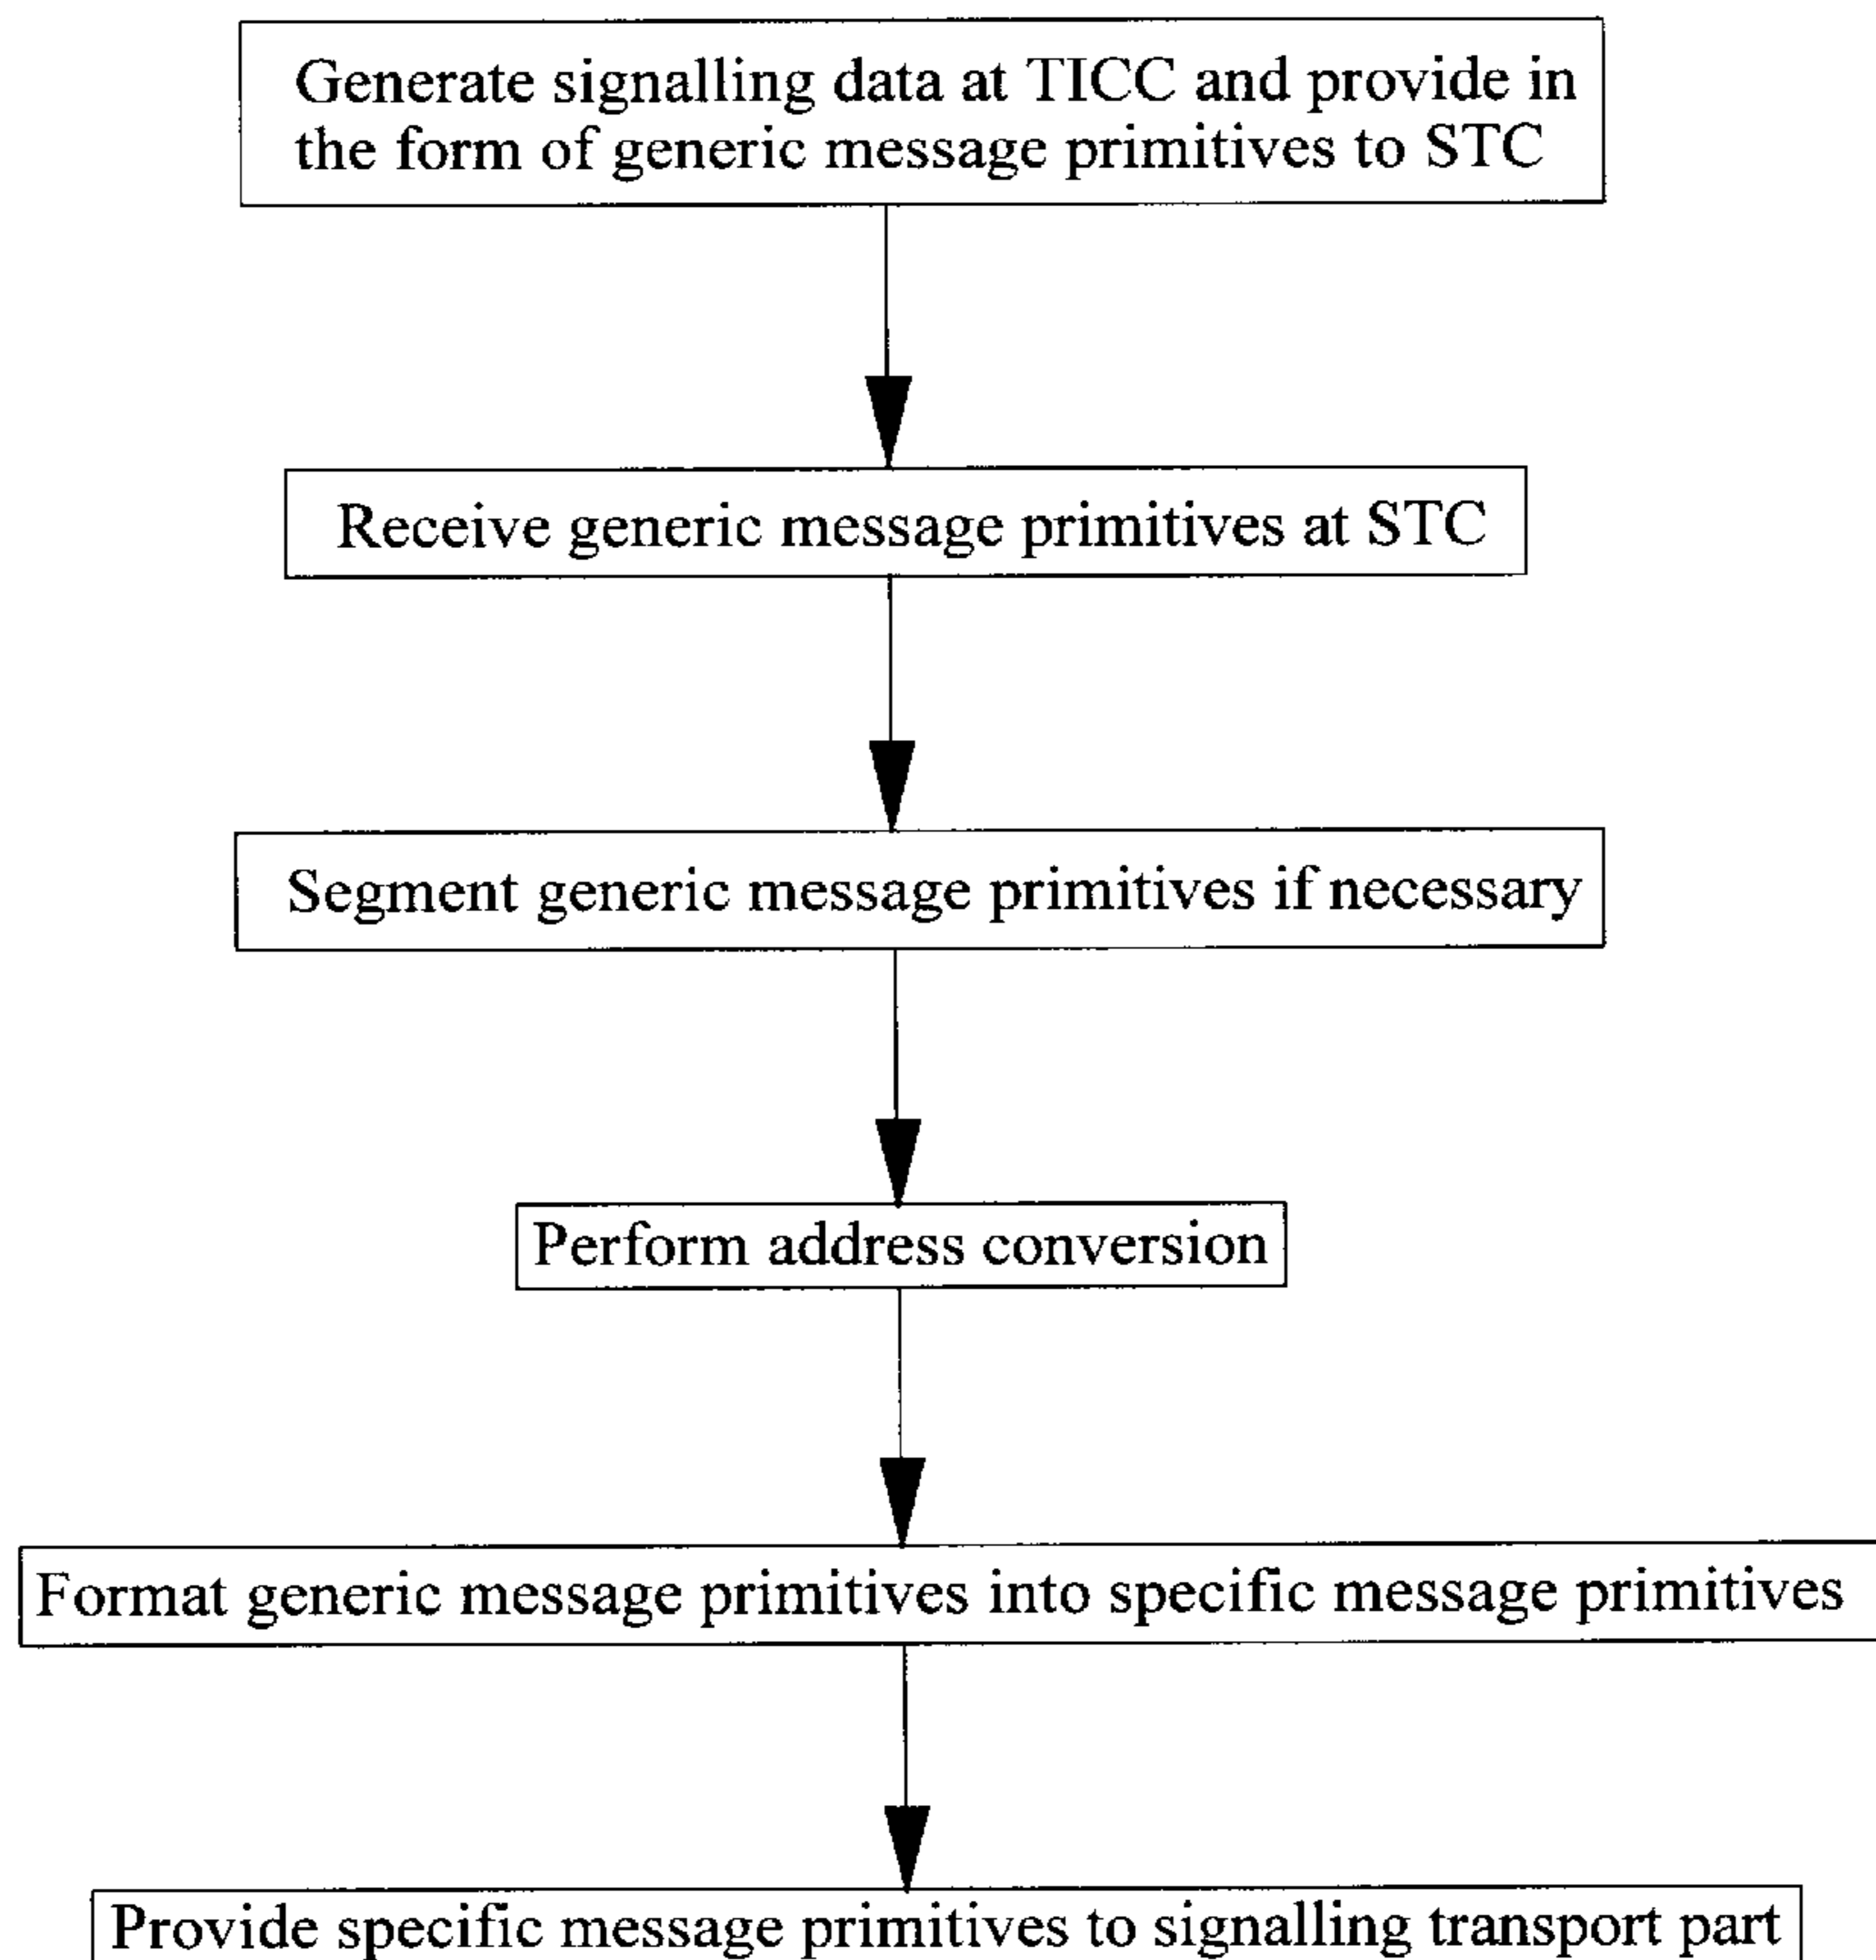 Generate signalling data at TICC and provide in
the form of generic message primitives to STC
Receive generic message primitives at STC
Segment generic message primitives if necessary
Perform address conversion
Format generic message primitives into specific message primitives
Provide specific message primitives to signalling transport part